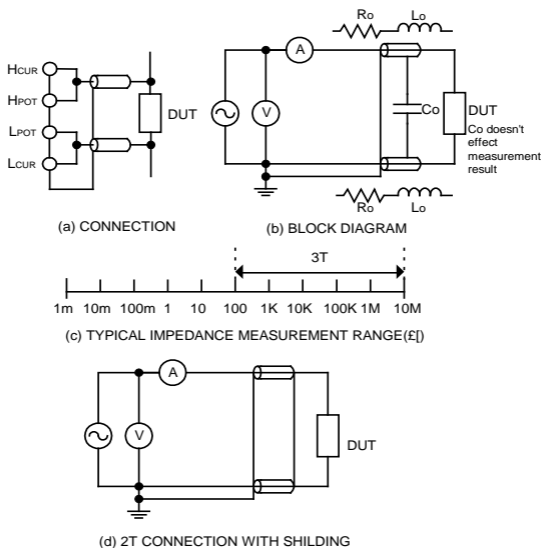 HCUR
HPOT
LPOT
LCUR
DUT
(a) CONNECTION
Ro
Lo
A
V
Co
DUT
Co doesn't
effect
measurement
result
Ro
Lo
(b) BLOCK DIAGRAM
3T
1m 10m 100m 1 10 100 1K 10K 100K 1M 10M
(c) TYPICAL IMPEDANCE MEASUREMENT RANGE(£[)
A
V
DUT
(d) 2T CONNECTION WITH SHILDING